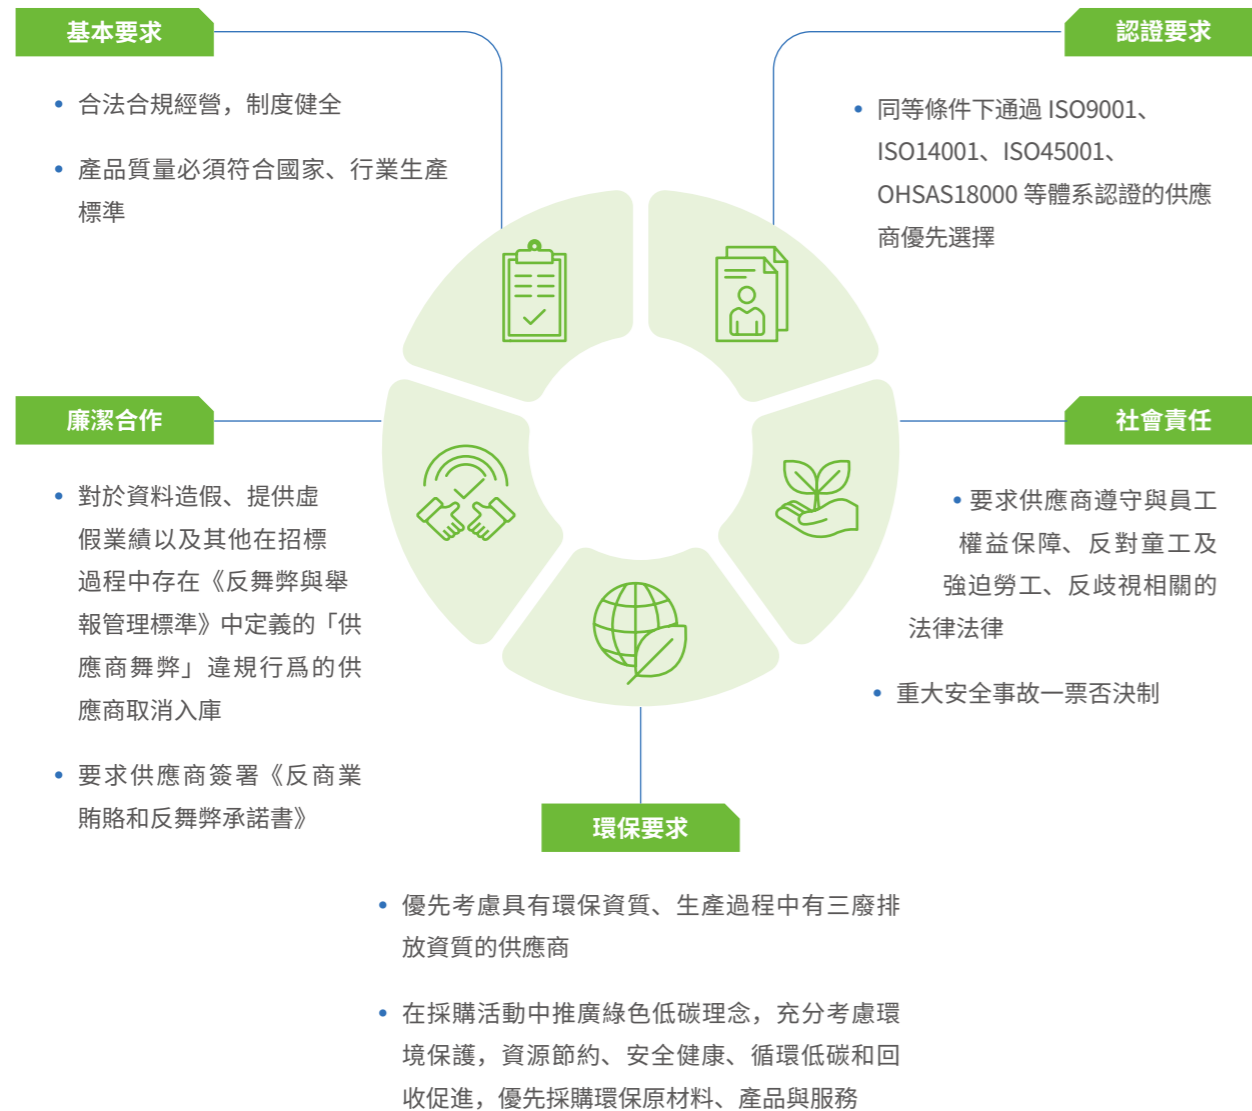 基本要求
合法合規經營，制度健全
產品質量必須符合國家、行業生產
標準
認證要求
同等條件下通過 ISO9001、
ISO14001、ISO45001、
OHSAS18000 等體系認證的供應
商優先選擇
廉潔合作
對於資料造假、提供虛
假業績以及其他在招標
過程中存在《反舞弊與舉
報管理標準》中定義的「供
應商舞弊」違規行爲的供
應商取消入庫
要求供應商簽署《反商業
賄賂和反舞弊承諾書》
社會責任
要求供應商遵守與員工
權益保障、反對童工及
強迫勞工、反歧視相關的
法律法律
重大安全事故一票否決制
環保要求
優先考慮具有環保資質、生產過程中有三廢排
放資質的供應商
在採購活動中推廣綠色低碳理念，充分考慮環
境保護，資源節約、安全健康、循環低碳和回
收促進，優先採購環保原材料、產品與服務